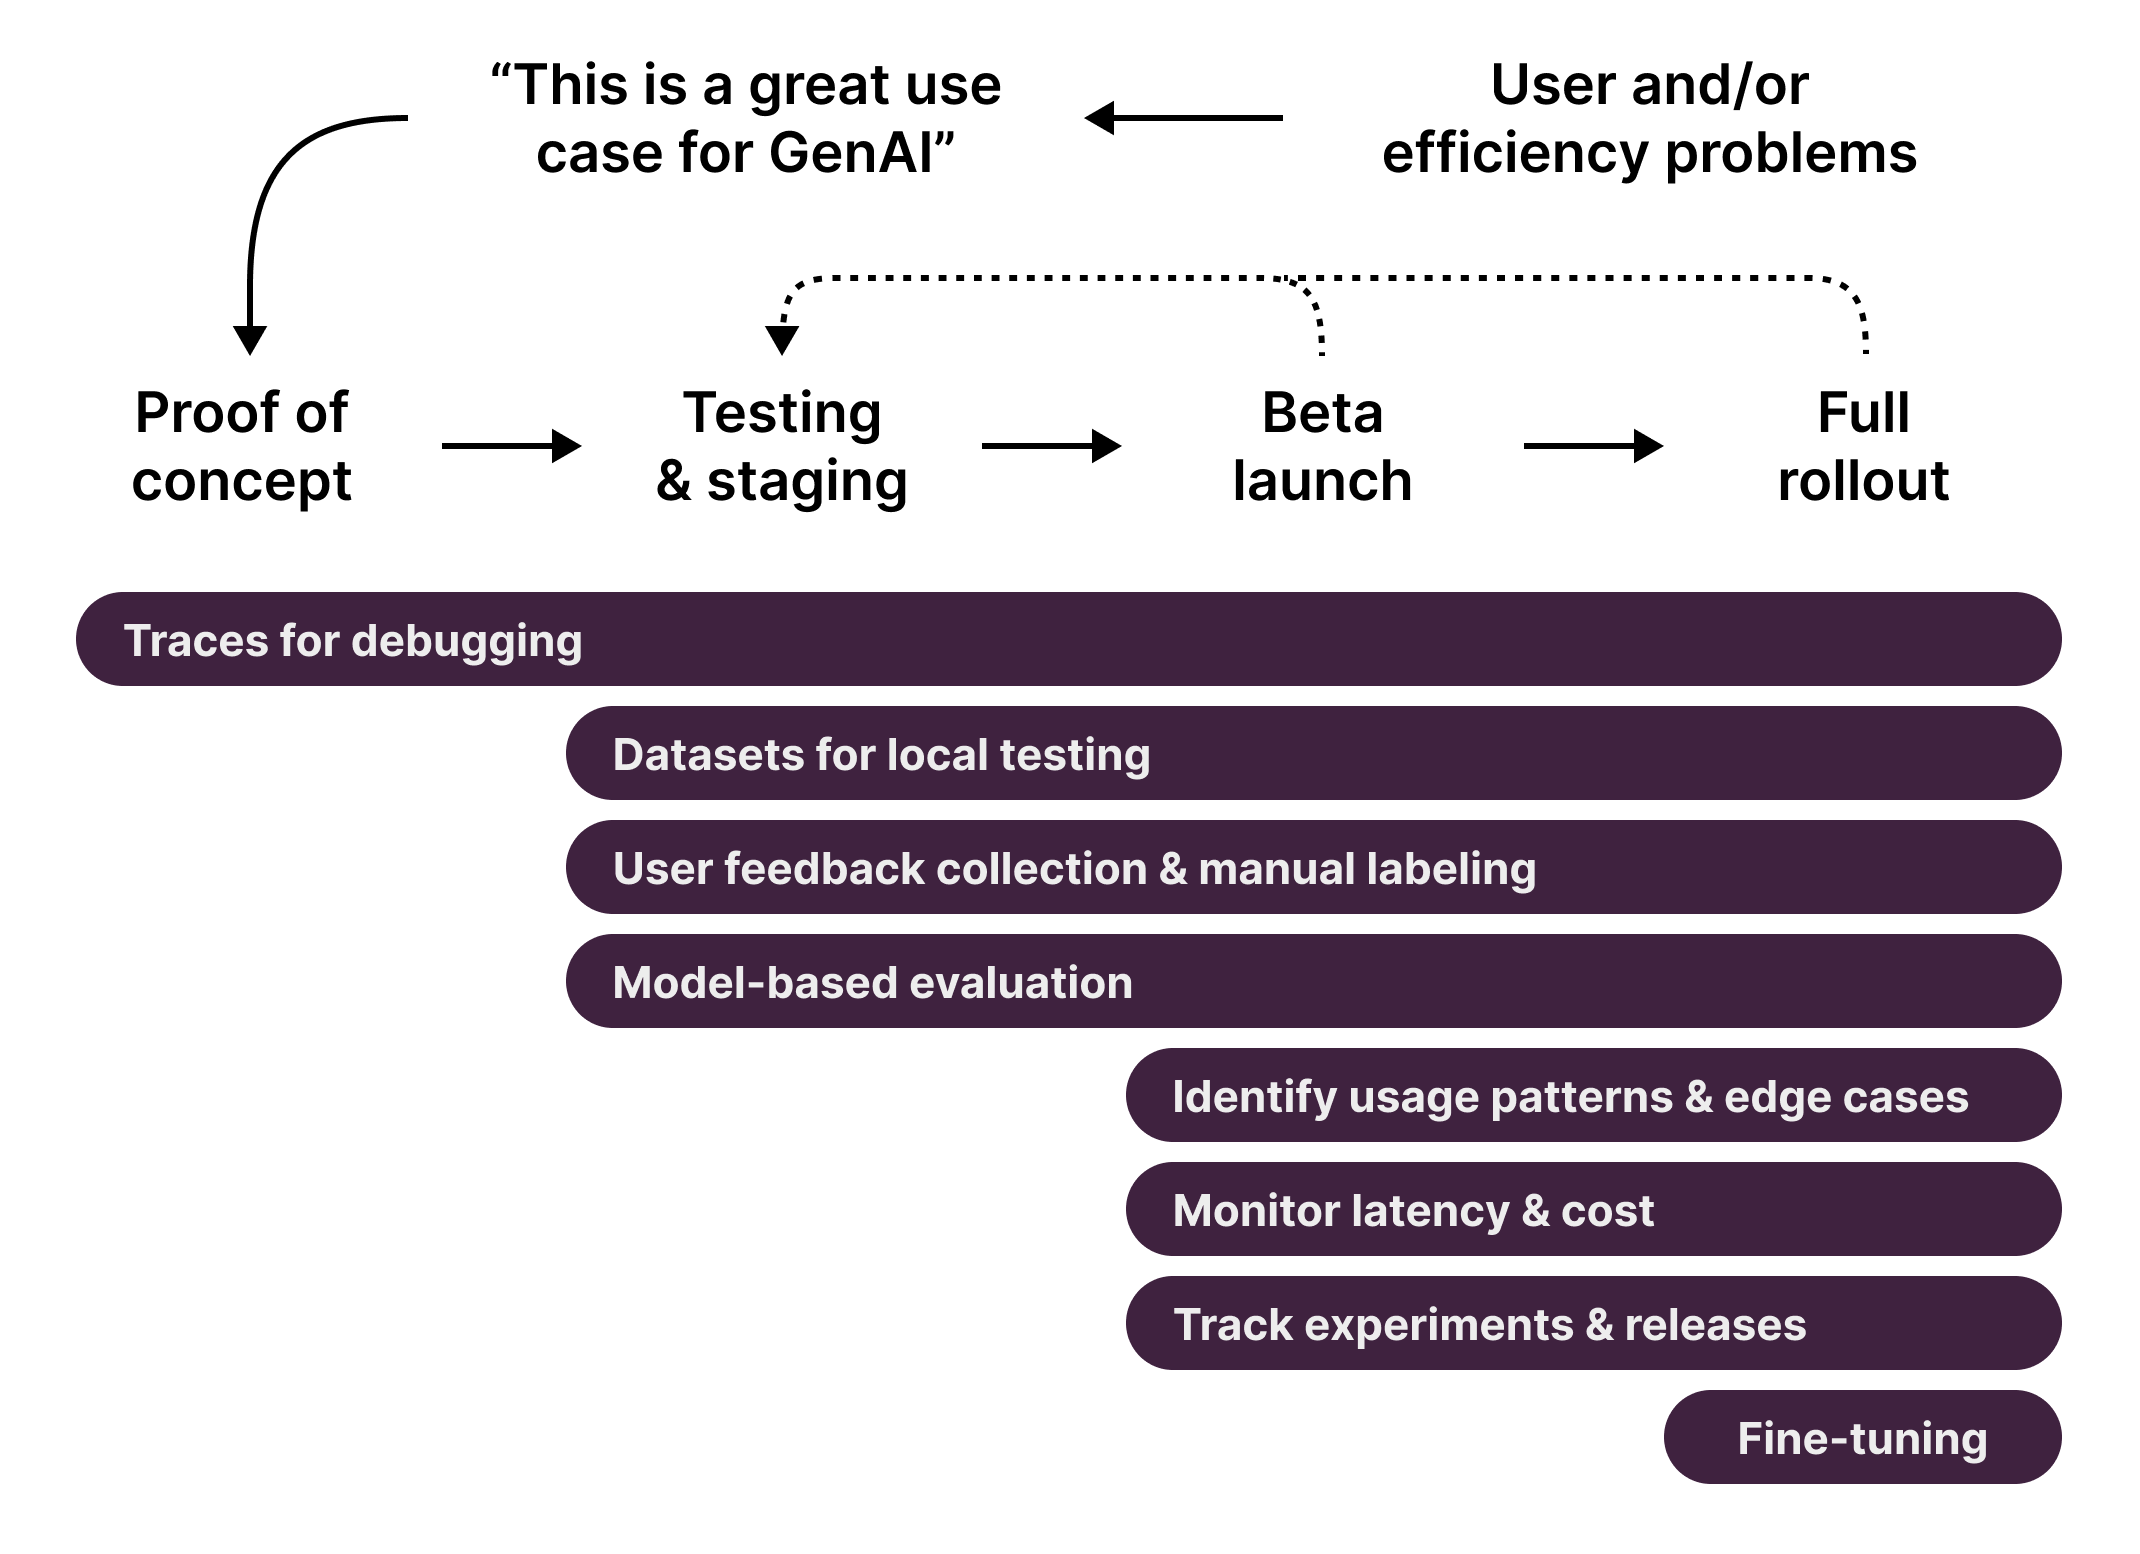 “This is a great use
case for GenAI”
User and/or
efficiency problems
Proof of
concept
Testing
& staging
Beta
launch
Full
rollout
Traces for debugging
Datasets for local testing
User feedback collection & manual labeling
Model-based evaluation
Identify usage patterns & edge cases
Monitor latency & cost
Track experiments & releases
Fine-tuning